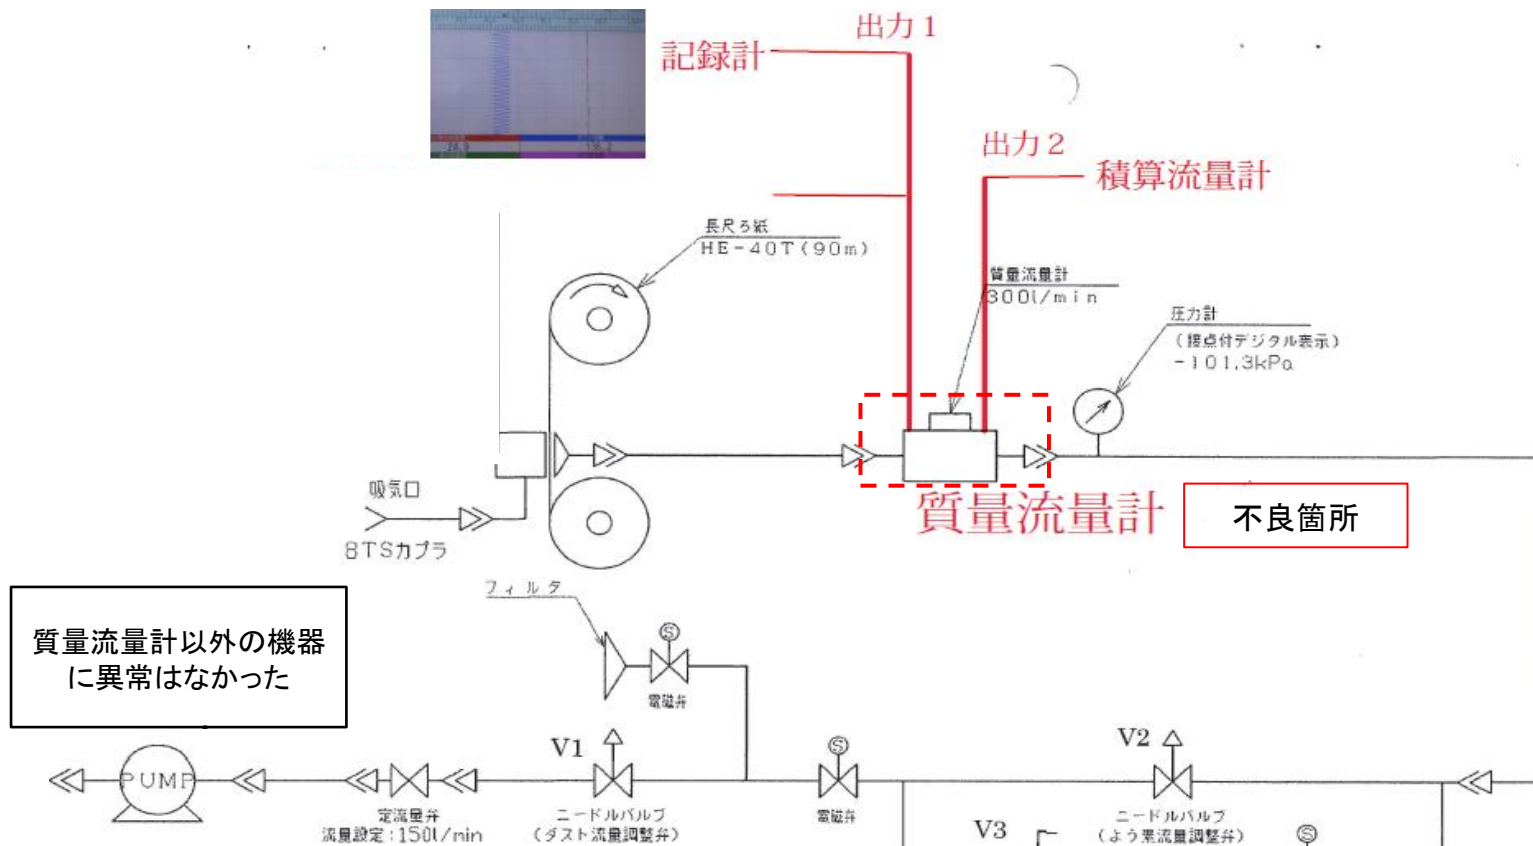 出力1
記録計
出力2
積算流量計
長尺ろ紙
HE-40T(90m)
質量流量計
300l/min
圧力計
(接点付デジタル表示)
-101.3kPa
吸気口
BTSカプラ
質量流量計
不良箇所
フィルタ
質量流量計以外の機器
に異常はなかった
S
電磁弁
V1
S
V2
PUMP
定流量弁
流量設定:150l/min
ニードルバルブ
(ダスト流量調整弁)
電磁弁
ニードルバルブ
(よう素流量調整弁)
V3
S